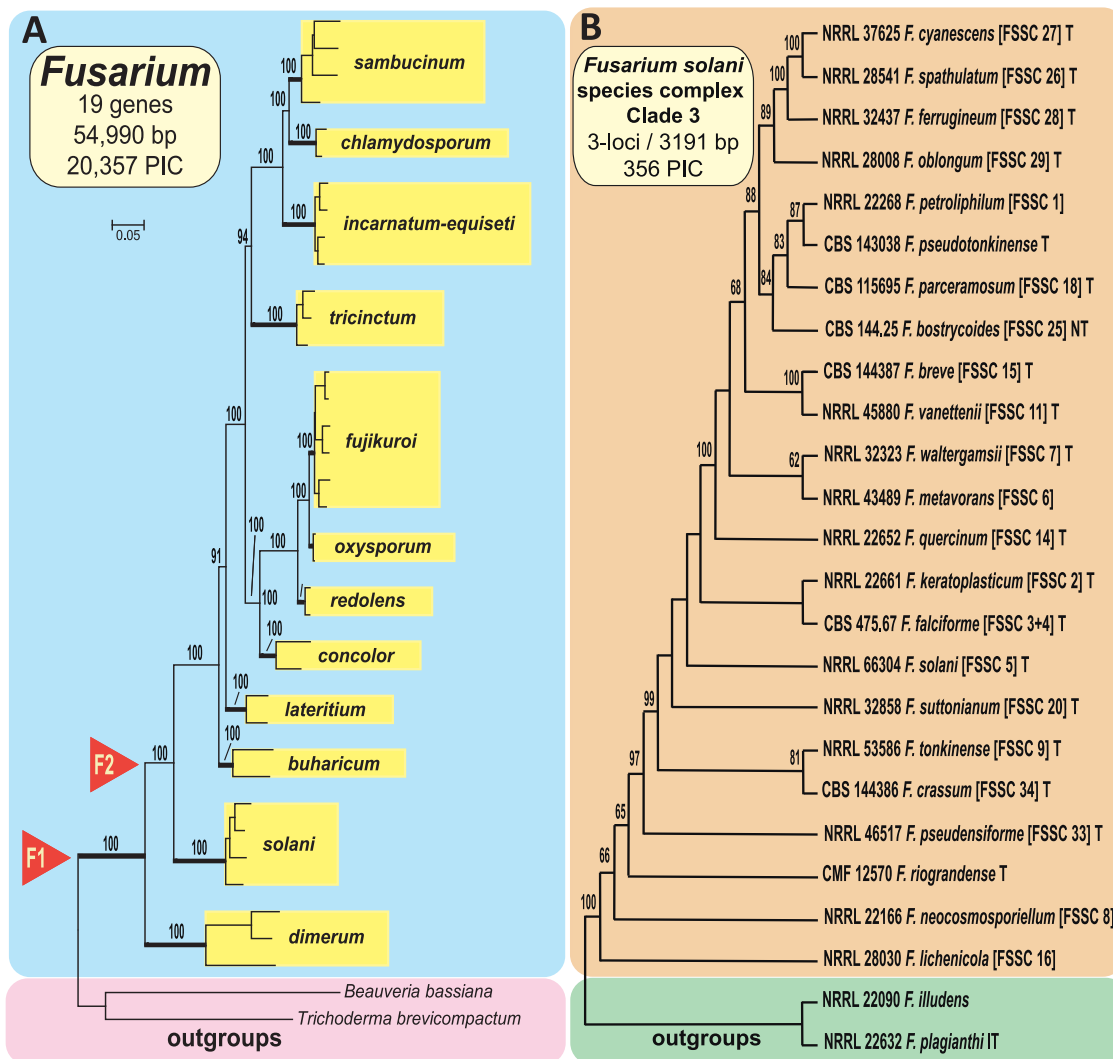 A
Fusarium
19 genes
54,990 bp
20,357 PIC
0.05
100
sambucinum
100
100
chlamydosporum
100
100
incarnatum-equiseti
94
100
tricinctum
100
fujikuroi
100
100
oxysporum
100
100
redolens
91
100
100
concolor
100
lateritium
100
100
buharicum
F2
100
100
solani
F1
100
100
dimerum
Beauveria bassiana
Trichoderma brevicompactum
outgroups
B
Fusarium solani
species complex
Clade 3
3-loci / 3191 bp
356 PIC
100
NRRL 37625 F. cyanescens [FSSC 27] T
100
NRRL 28541 F. spathulatum [FSSC 26] T
89
NRRL 32437 F. ferrugineum [FSSC 28] T
NRRL 28008 F. oblongum [FSSC 29] T
88
87
NRRL 22268 F. petroliphilum [FSSC 1]
83
CBS 143038 F. pseudotonkinense T
84
CBS 115695 F. parceramosum [FSSC 18] T
68
CBS 144.25 F. bostrycoides [FSSC 25] NT
100
CBS 144387 F. breve [FSSC 15] T
NRRL 45880 F. vanettenii [FSSC 11] T
100
62
NRRL 32323 F. waltergamsii [FSSC 7] T
NRRL 43489 F. metavorans [FSSC 6]
NRRL 22652 F. quercinum [FSSC 14] T
NRRL 22661 F. keratoplasticum [FSSC 2] T
CBS 475.67 F. falciforme [FSSC 3+4] T
NRRL 66304 F. solani [FSSC 5] T
99
NRRL 32858 F. suttonianum [FSSC 20] T
81
NRRL 53586 F. tonkinense [FSSC 9] T
97
CBS 144386 F. crassum [FSSC 34] T
65
NRRL 46517 F. pseudensiforme [FSSC 33] T
66
CMF 12570 F. riograndense T
100
NRRL 22166 F. neocosmosporiellum [FSSC 8]
NRRL 28030 F. lichenicola [FSSC 16]
NRRL 22090 F. illudens
outgroups
NRRL 22632 F. plagianthi IT